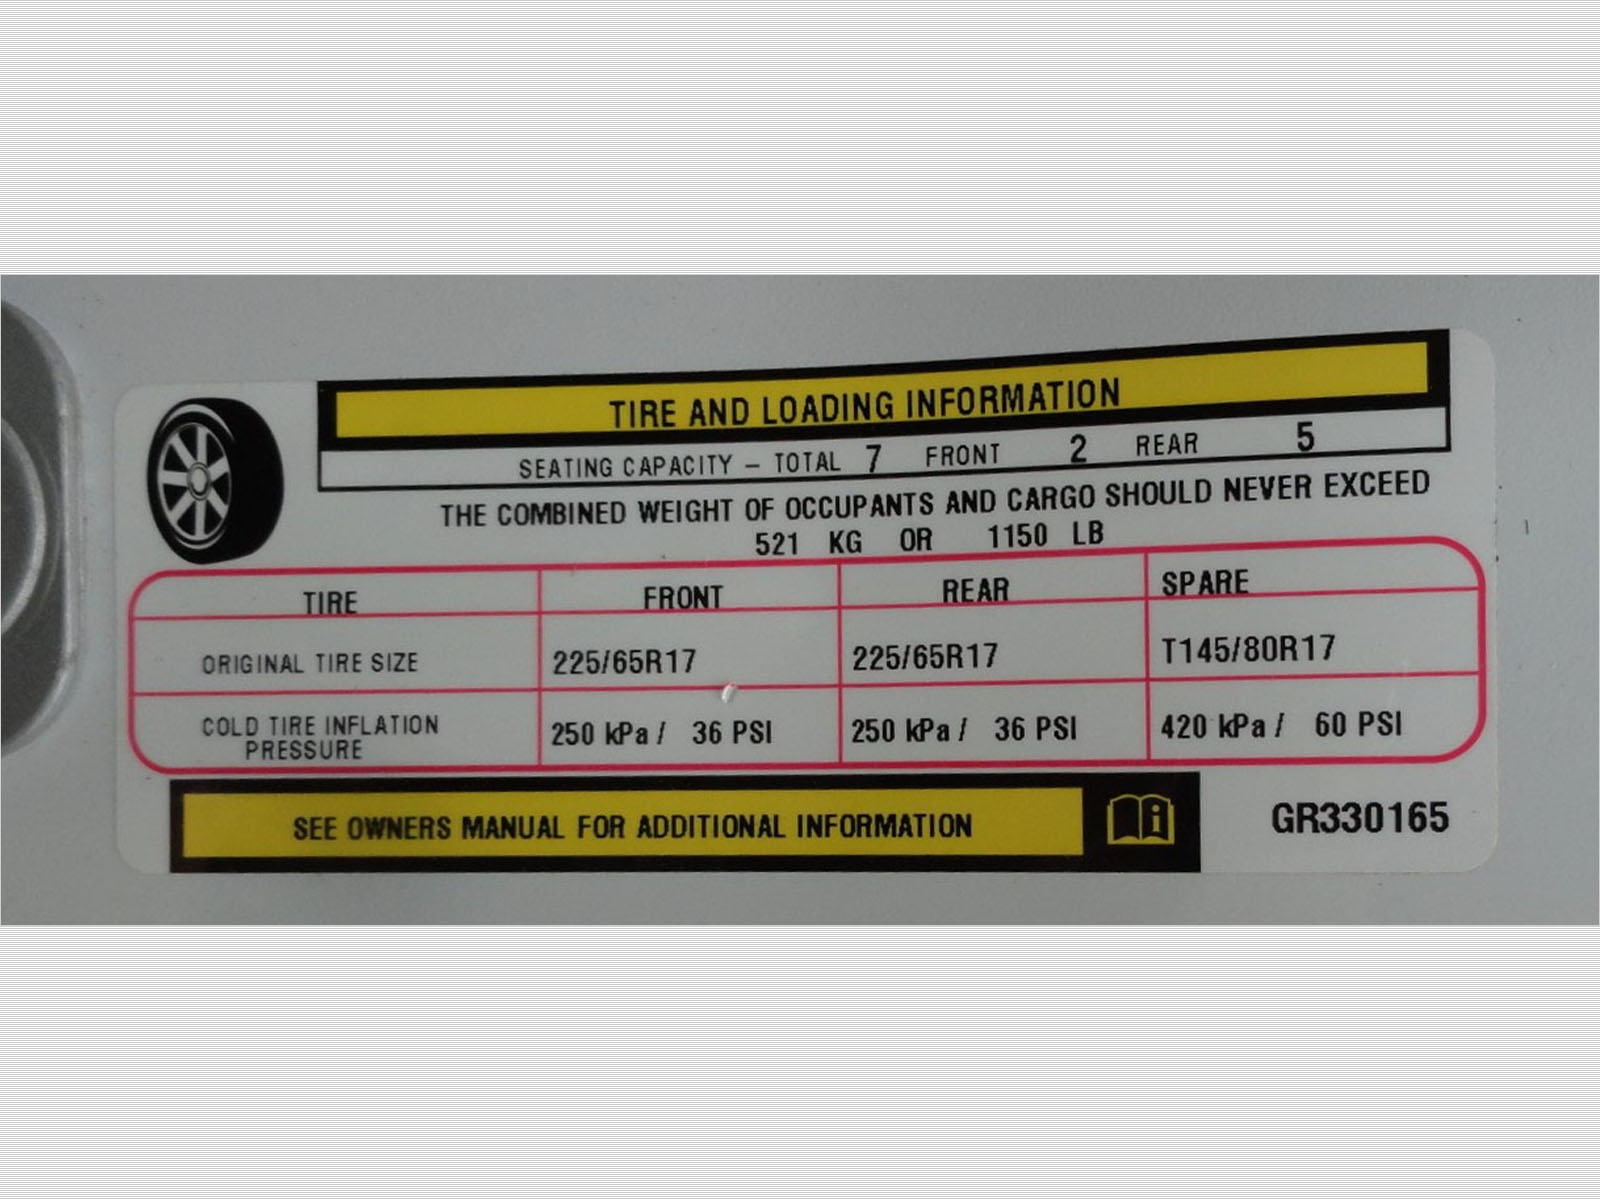 TIRE AND LOADING INFORMATION
SEATING CAPACITY – TOTAL 7 FRONT 2 REAR 5
THE COMBINED WEIGHT OF OCCUPANTS AND CARGO SHOULD NEVER EXCEED
521 KG OR 1150 LB
TIRE FRONT REAR SPARE
ORIGINAL TIRE SIZE 225/65R17 225/65R17 T145/80R17
COLD TIRE INFLATION
PRESSURE 250 kPa / 36 PSI 250 kPa / 36 PSI 420 kPa / 60 PSI
SEE OWNERS MANUAL FOR ADDITIONAL INFORMATION
GR330165